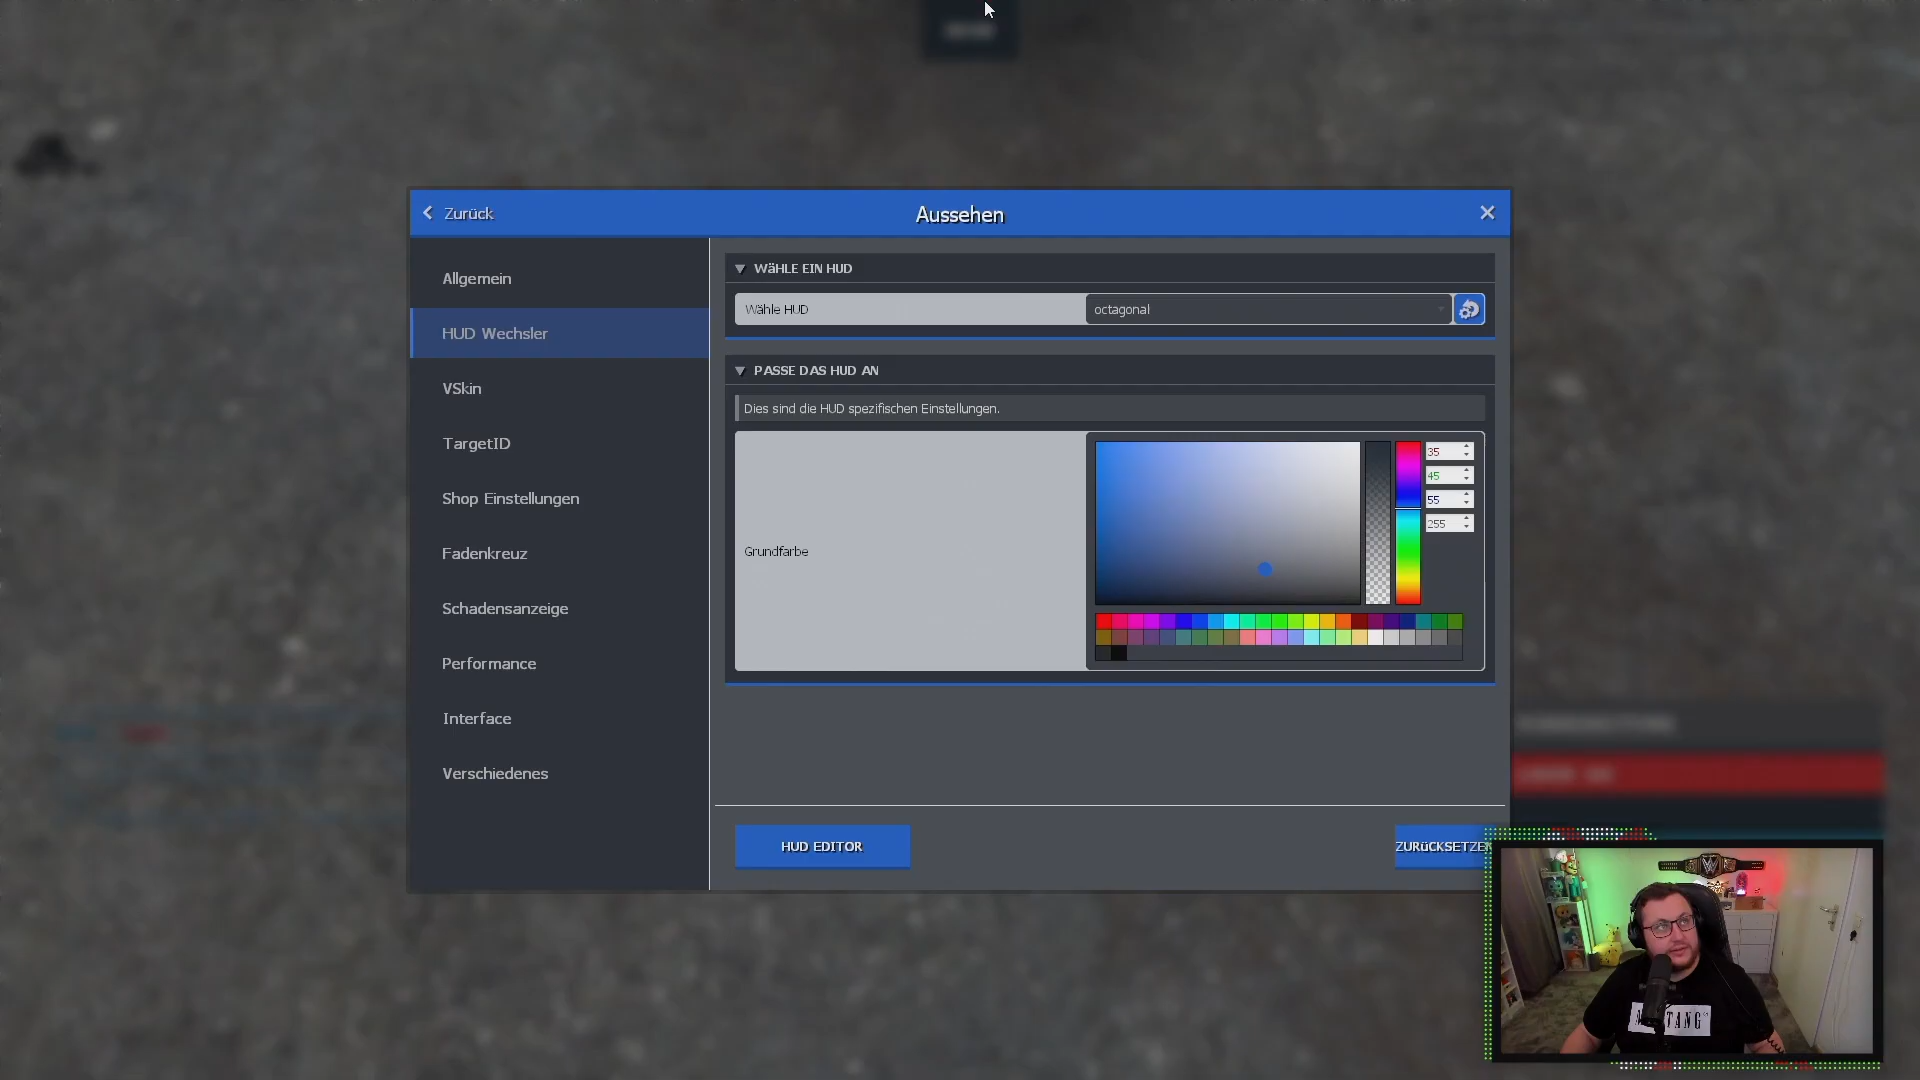 Zurück
Aussehen
Allgemein
HUD Wechsler
VSkin
TargetID
Shop Einstellungen
Fadenkreuz
Schadensanzeige
Performance
Interface
Verschiedenes
WäHLE EIN HUD
Wähle HUD
octagonal
PASSE DAS HUD AN
Dies sind die HUD spezifischen Einstellungen.
Grundfarbe
35
45
55
255
HUD EDITOR
ZURüCKSETZEN